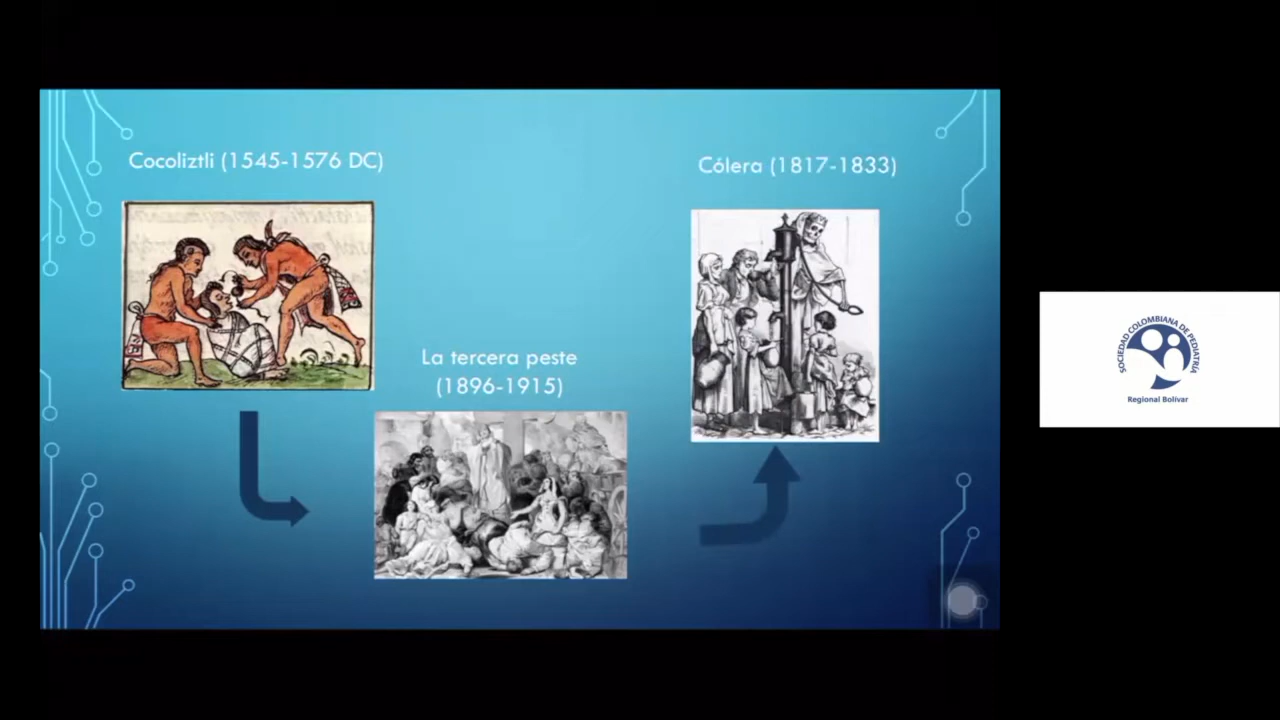 Cocoliztli (1545-1576 DC)
Cólera (1817-1833)
La tercera peste
(1896-1915)
SOCIEDAD COLOMBIANA DE PEDIATRÍA
Regional Bolívar